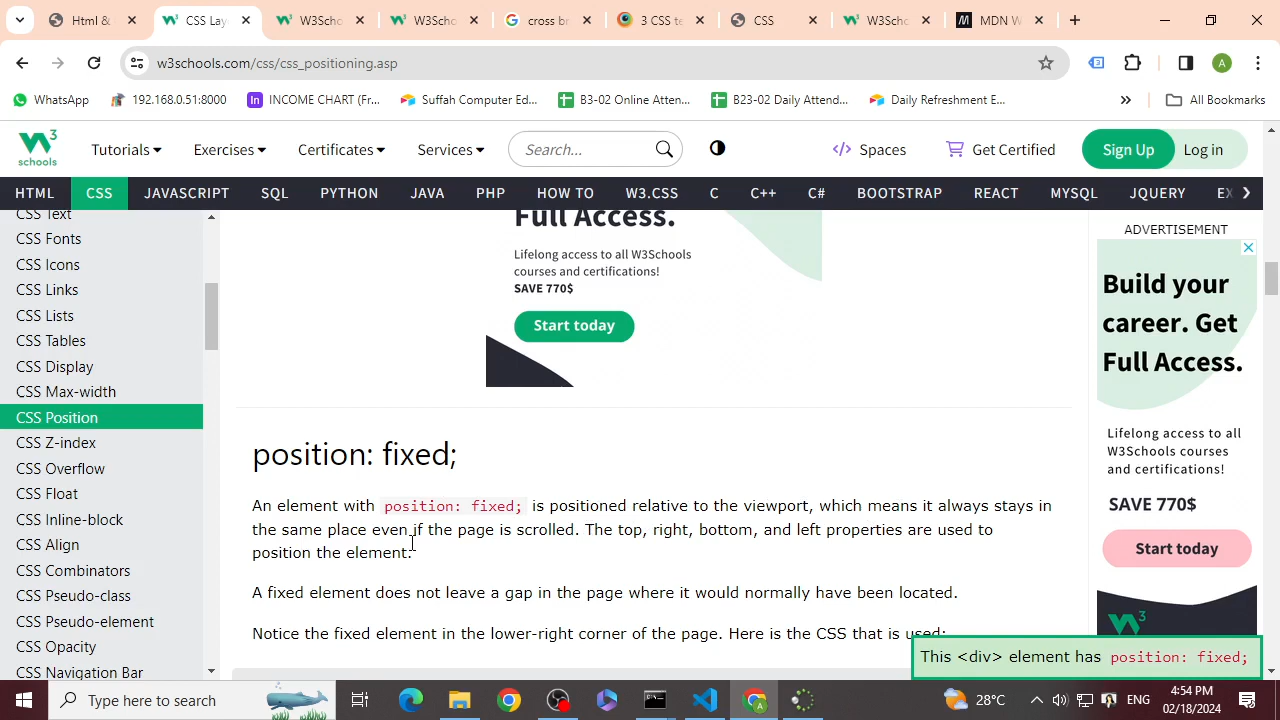 Html &
CSS Lay
W3Scho
W3Scho
cross br
3 CSS te
CSS
W3Scho
MDN W
w3schools.com/css/css_positioning.asp
A
WhatsApp
192.168.0.51:8000
INCOME CHART (Fr...
Suffah Computer Ed...
B3-02 Online Atten...
B23-02 Daily Attend...
Daily Refreshment E...
»
All Bookmarks
W3 schools
Tutorials
Exercises
Certificates
Services
Search...
Spaces
Get Certified
Sign Up
Log in
HTML
CSS
JAVASCRIPT
SQL
PYTHON
JAVA
PHP
HOW TO
W3.CSS
C
C++
C#
BOOTSTRAP
REACT
MYSQL
JQUERY
EX
CSS Text
CSS Fonts
CSS Icons
CSS Links
CSS Lists
CSS Tables
CSS Display
CSS Max-width
CSS Position
CSS Z-index
CSS Overflow
CSS Float
CSS Inline-block
CSS Align
CSS Combinators
CSS Pseudo-class
CSS Pseudo-element
CSS Opacity
CSS Navigation Bar
Full Access.
Lifelong access to all W3Schools
courses and certifications!
SAVE 770$
Start today
position: fixed;
An element with position: fixed; is positioned relative to the viewport, which means it always stays in
the same place even if the page is scrolled. The top, right, bottom, and left properties are used to
position the element.
A fixed element does not leave a gap in the page where it would normally have been located.
Notice the fixed element in the lower-right corner of the page. Here is the CSS that is used:
ADVERTISEMENT
Build your
career. Get
Full Access.
Lifelong access to all
W3Schools courses
and certifications!
SAVE 770$
Start today
W3
This <div> element has position: fixed;
Type here to search
28°C
ENG
4:54 PM
02/18/2024